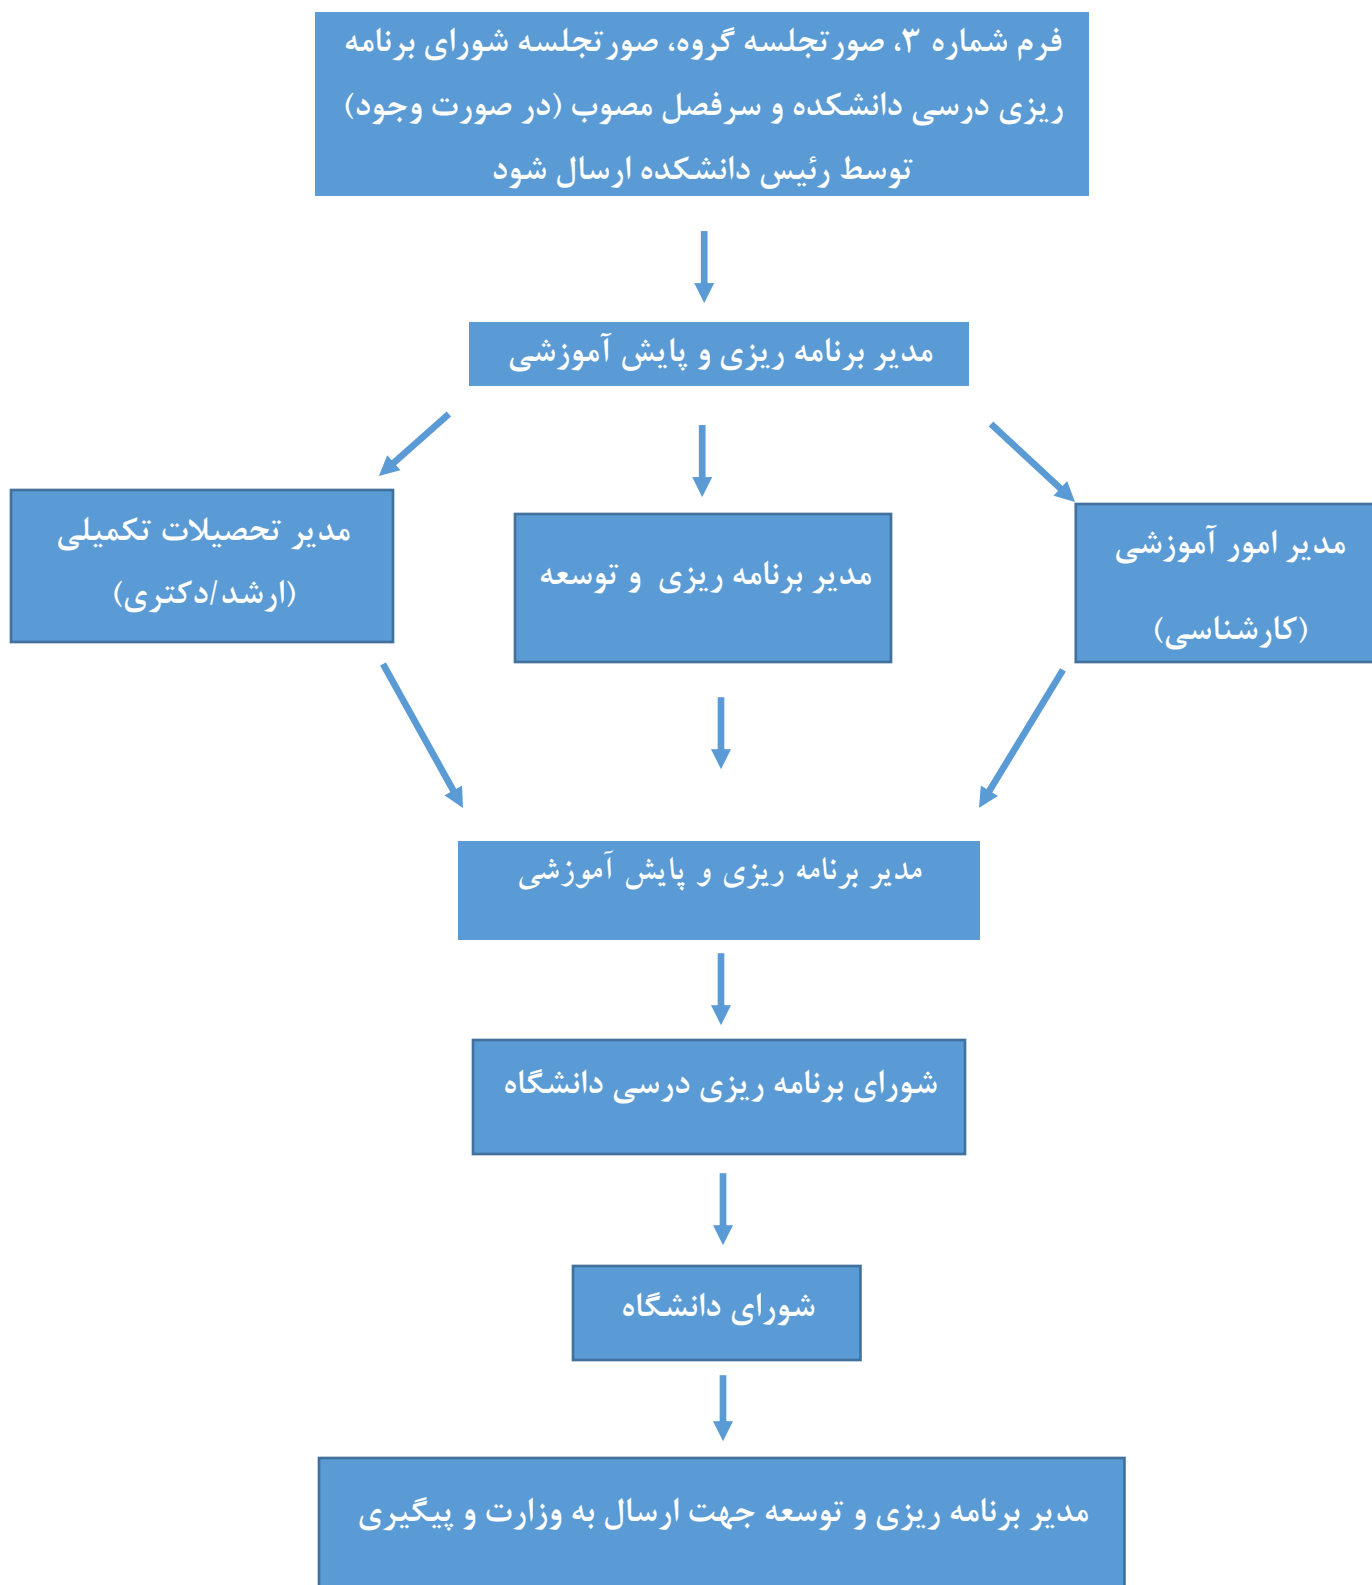 فرم شماره ۳، صورتجلسه گروه، صورتجلسه شورای برنامه
ریزی درسی دانشکده و سرفصل مصوب (در صورت وجود)
توسط رئیس دانشکده ارسال شود
مدیر برنامه ریزی و پایش آموزشی
مدیر امور آموزشی
(کارشناسی)
مدیر برنامه ریزی و توسعه
مدیر تحصیلات تکمیلی
(ارشد/دکتری)
مدیر برنامه ریزی و پایش آموزشی
شورای برنامه ریزی درسی دانشگاه
شورای دانشگاه
مدیر برنامه ریزی و توسعه جهت ارسال به وزارت و پیگیری